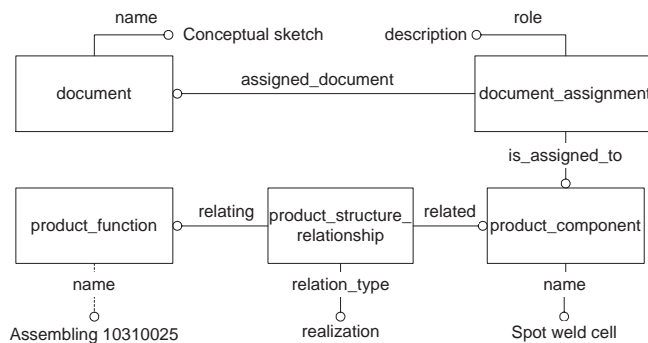 name
role
Conceptual sketch
description
document
assigned_document
document_assignment
is_assigned_to
product_function
relating
product_structure_
relationship
related
product_component
name
relation_type
name
Assembling 10310025
realization
Spot weld cell